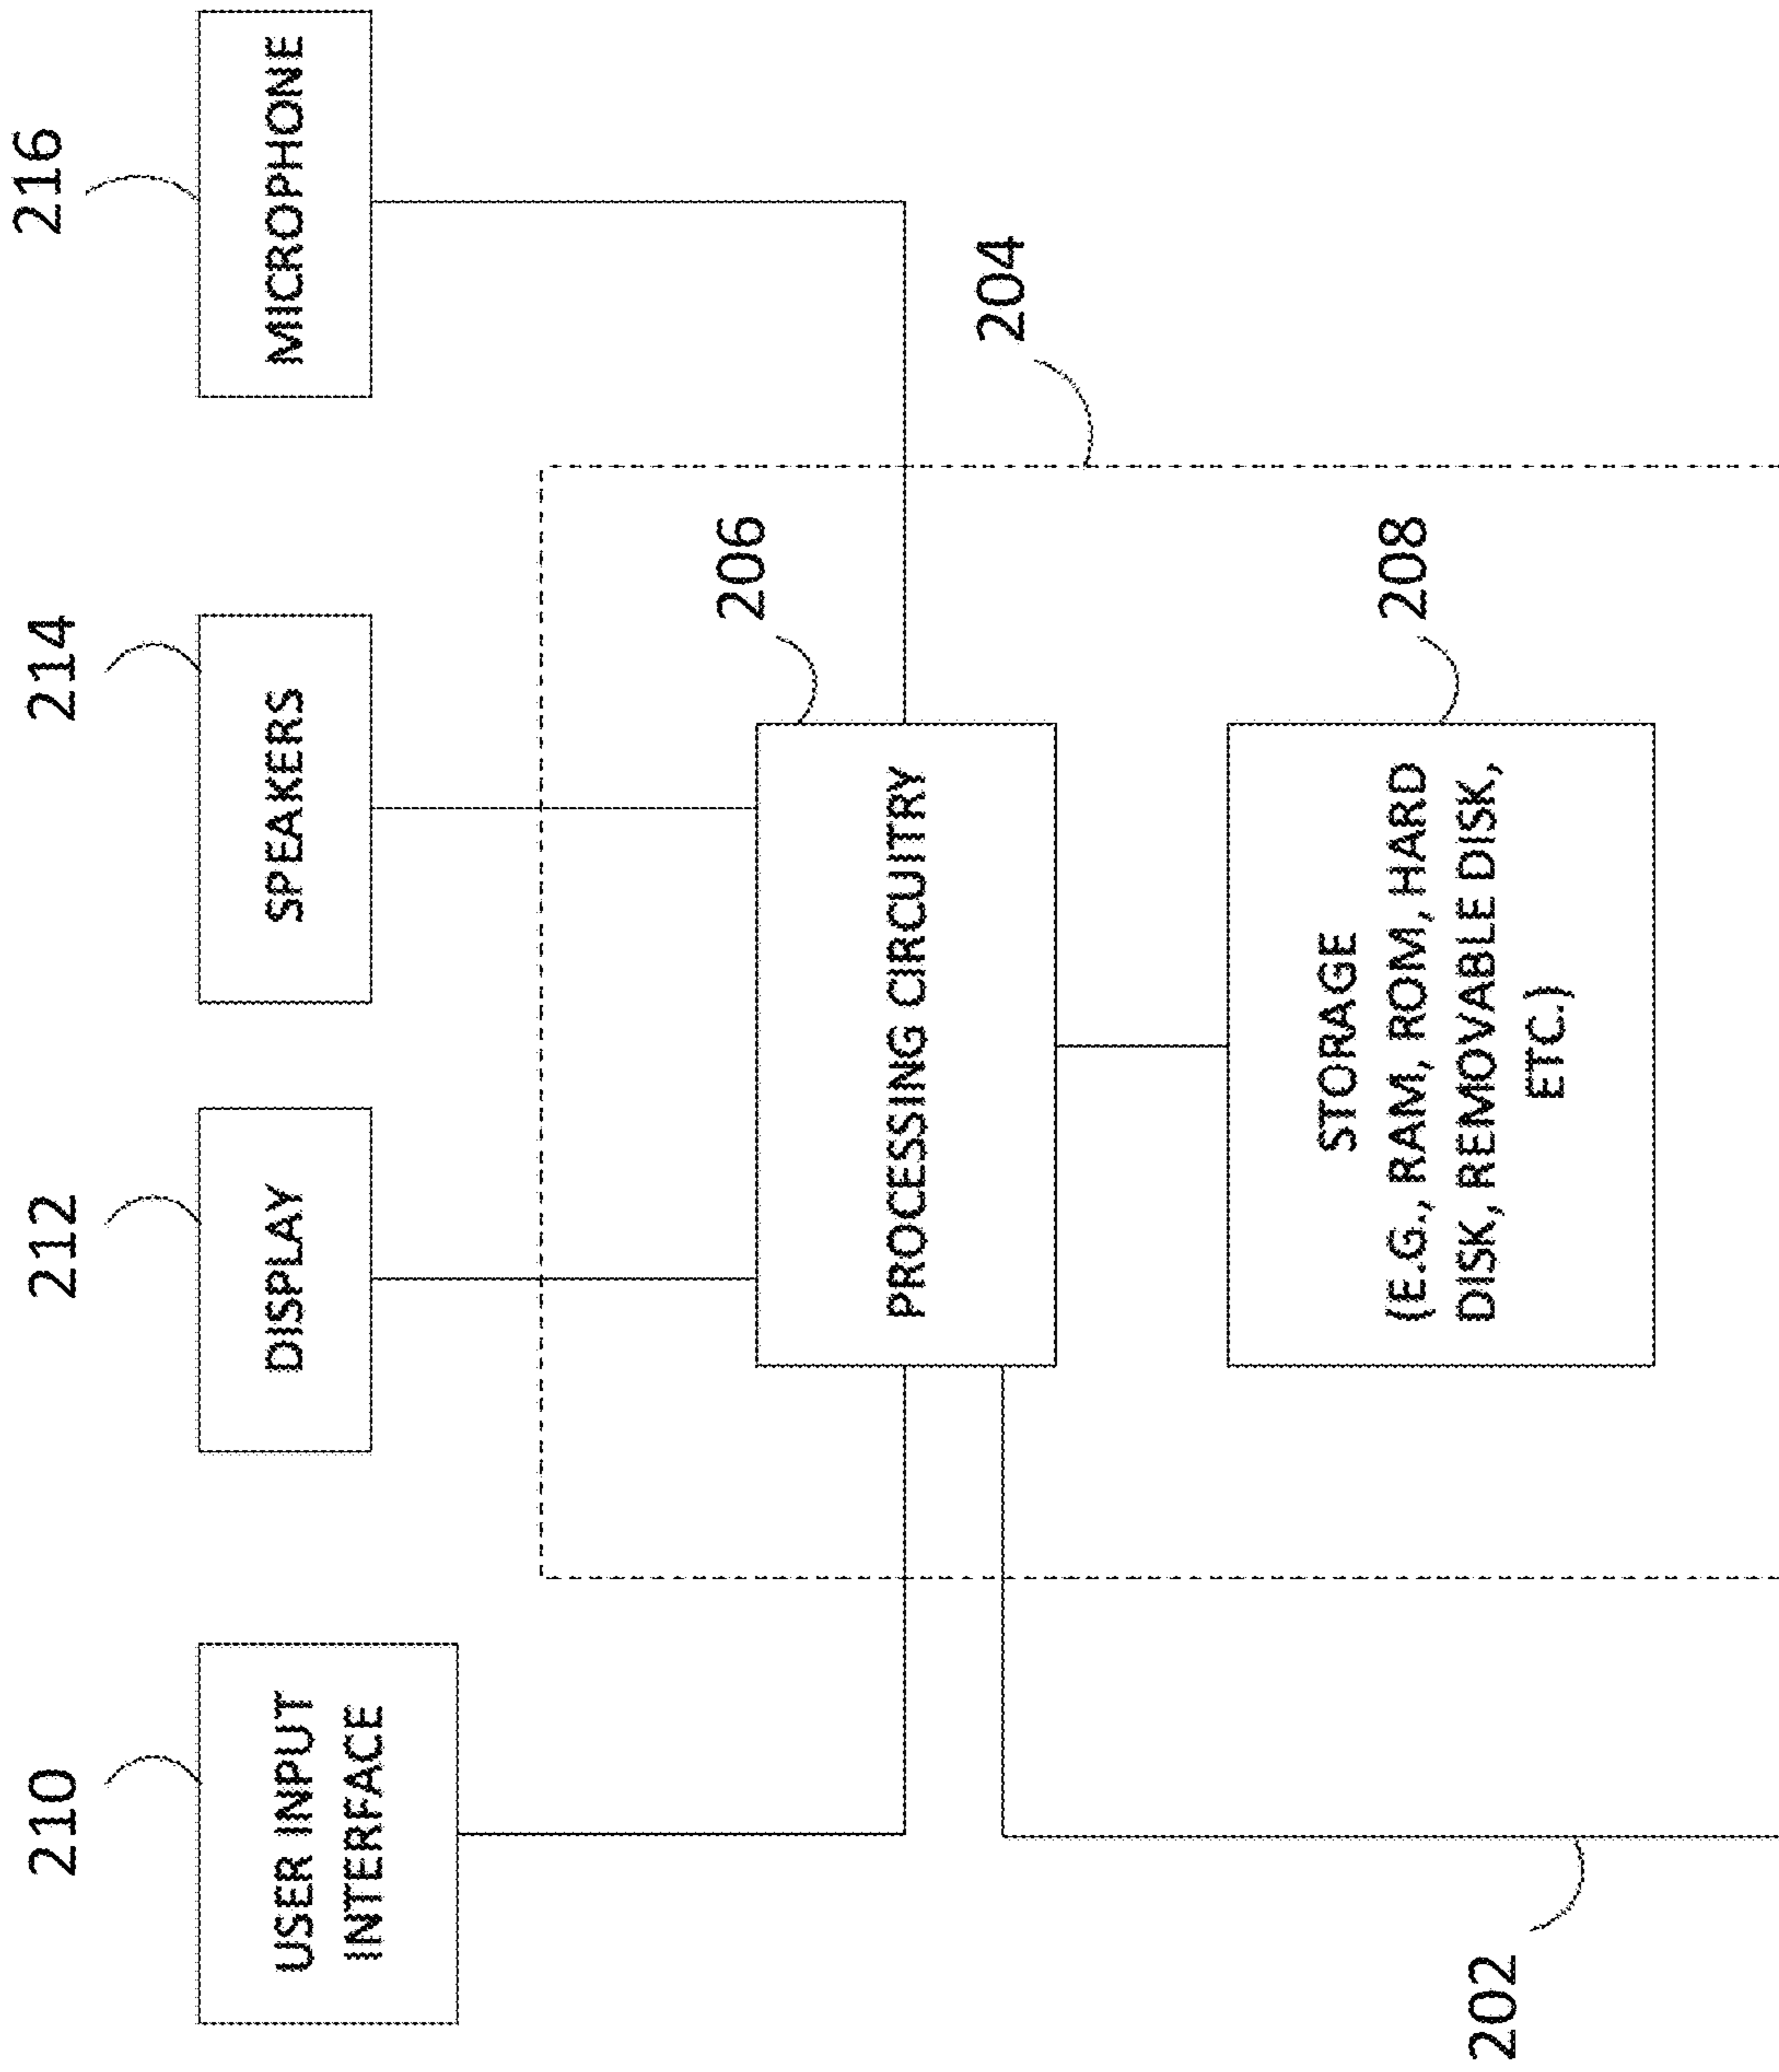 210
212
214
216
USER INPUT
INTERFACE
DISPLAY
SPEAKERS
MICROPHONE
206
204
PROCESSING CIRCUITRY
208
STORAGE
(E.G., RAM, ROM, HARD
DISK, REMOVABLE DISK,
ETC.)
202